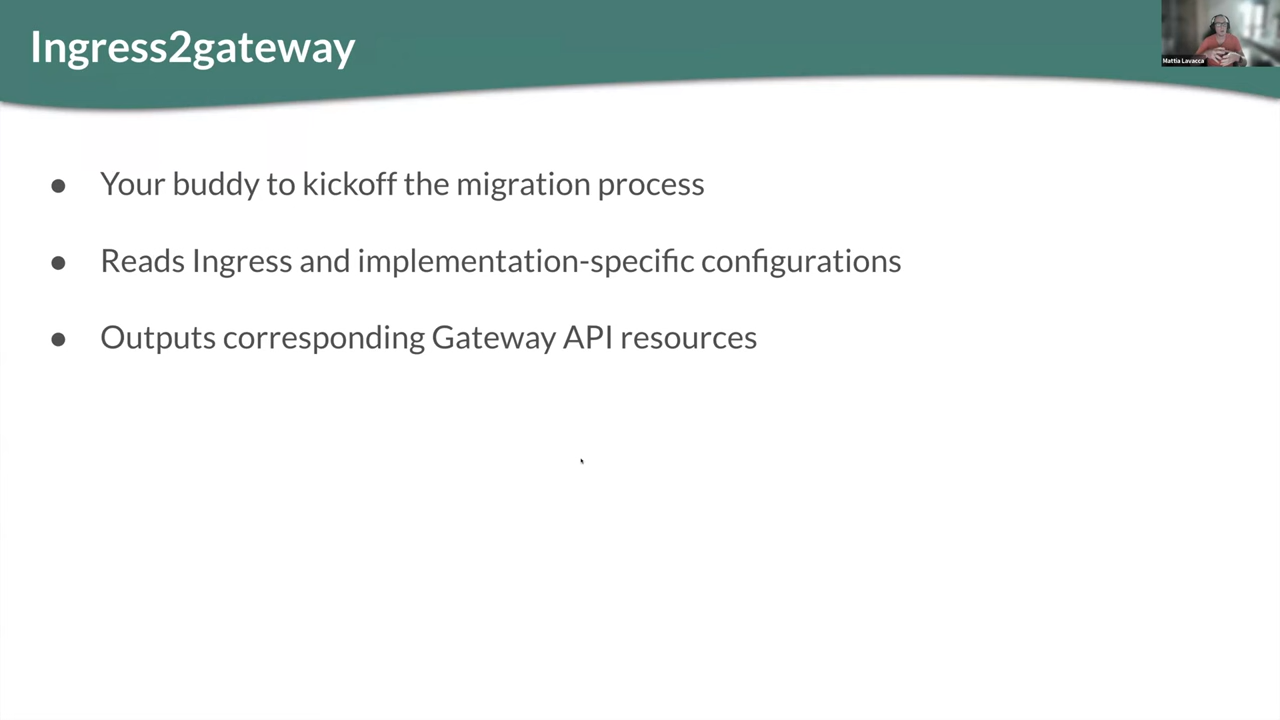 Ingress2gateway
Mattia Lavacca
● Your buddy to kickoff the migration process
● Reads Ingress and implementation-specific configurations
● Outputs corresponding Gateway API resources